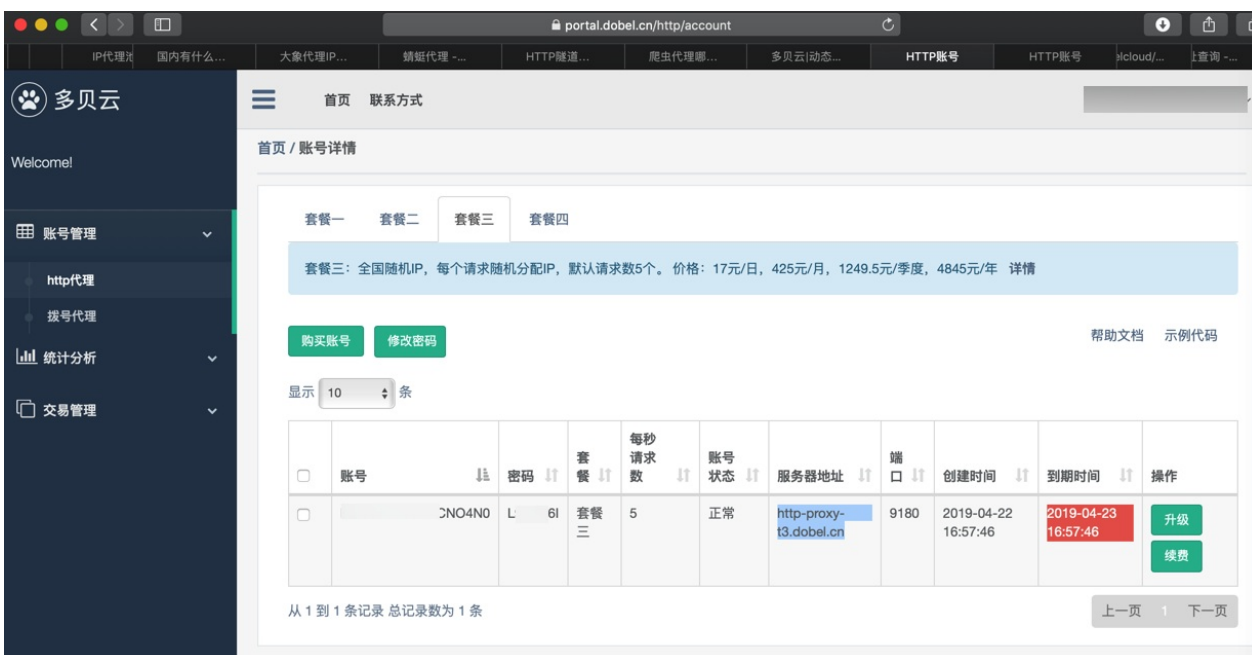 portal.dobel.cn/http/account
IP代理池
国内有什么...
大象代理IP...
蜻蜓代理 -...
HTTP隧道...
爬虫代理哪...
多贝云|动态...
HTTP账号
HTTP账号
elcloud/...
查询 -...
多贝云
首页 联系方式
Welcome!
首页 / 账号详情
账号管理
http代理
拨号代理
统计分析
交易管理
套餐一 套餐二 套餐三 套餐四
套餐三：全国随机IP，每个请求随机分配IP，默认请求数5个。 价格：17元/日，425元/月，1249.5元/季度，4845元/年 详情
购买账号 修改密码
帮助文档 示例代码
显示 10 条
账号
密码
套餐
每秒请求数
账号状态
服务器地址
端口
创建时间
到期时间
操作
CNO4N0
L 6l
套餐三
5
正常
http-proxy-
t3.dobel.cn
9180
2019-04-22
16:57:46
2019-04-23
16:57:46
升级
续费
从 1 到 1 条记录 总记录数为 1 条
上一页 1 下一页